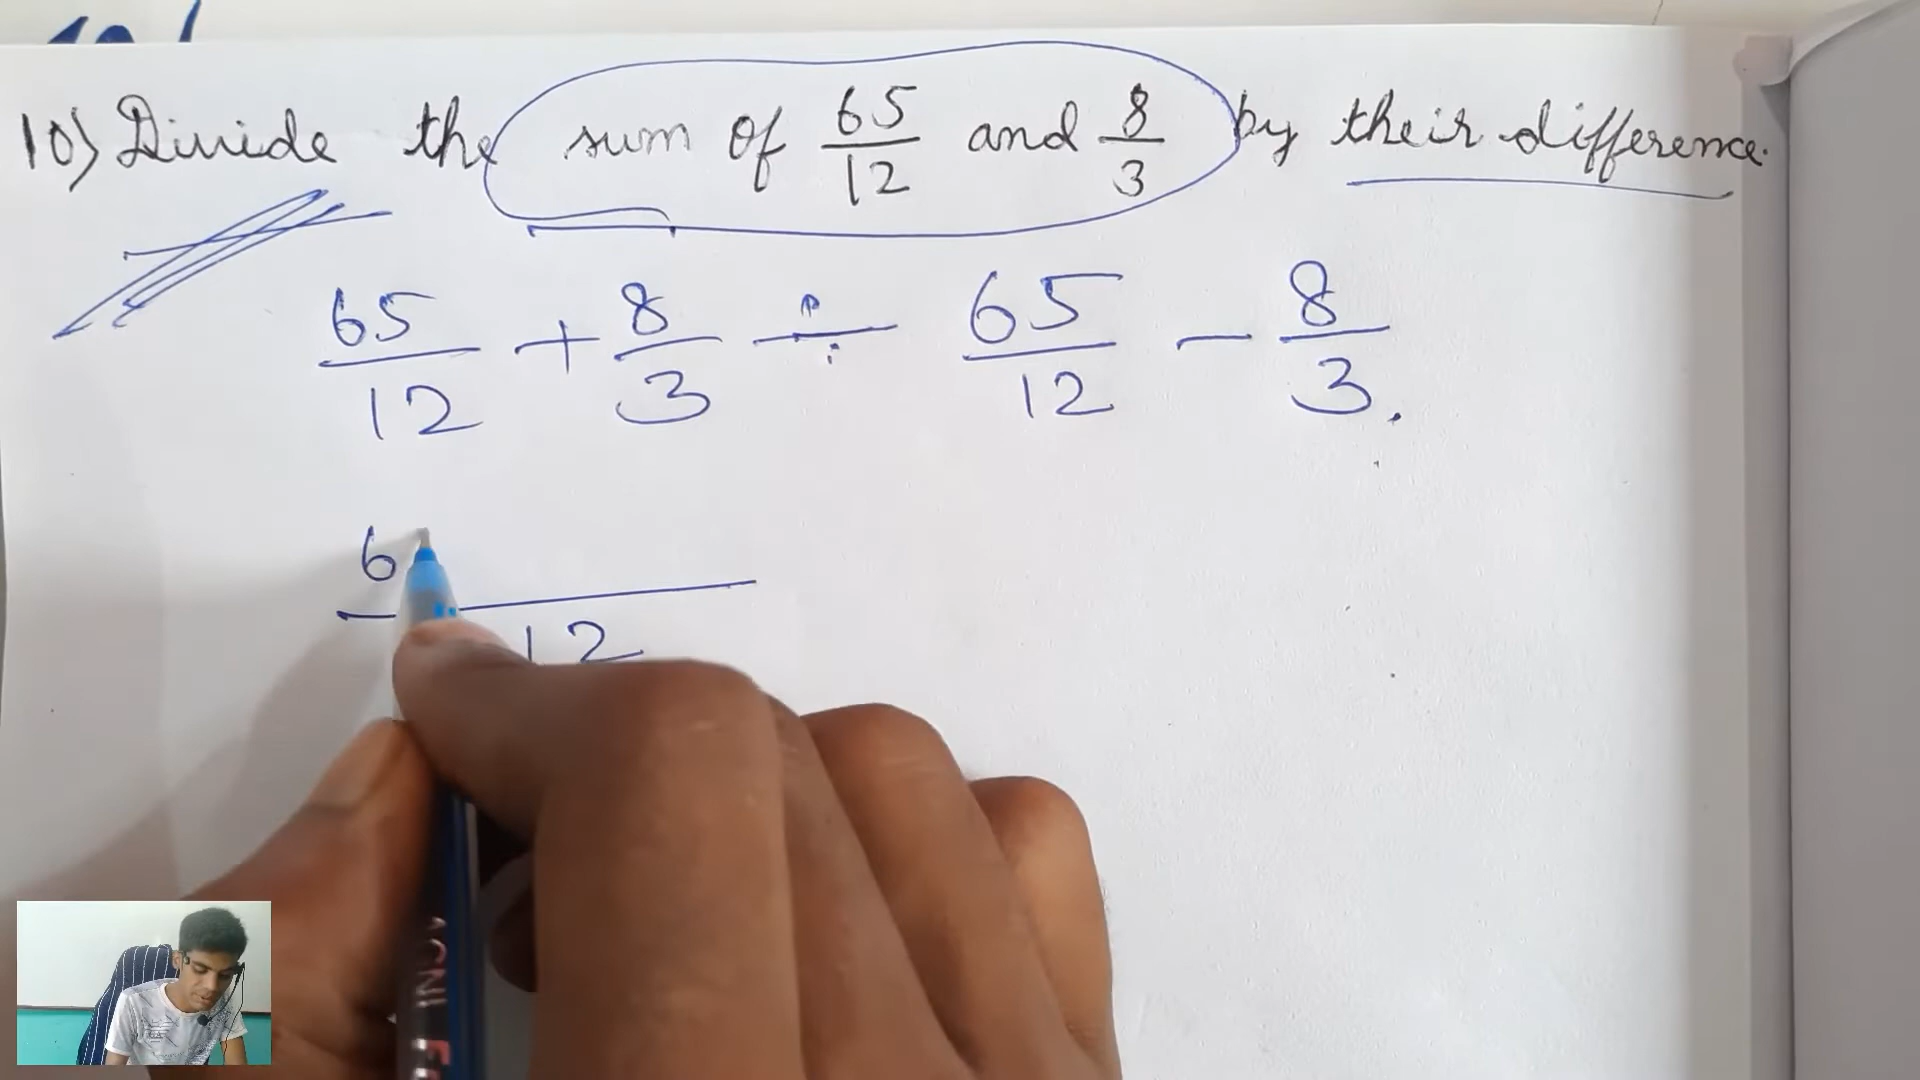 10) Divide the sum of 65/12 and 8/3 by their difference.
65/12 + 8/3 ÷ 65/12 - 8/3.
6
12